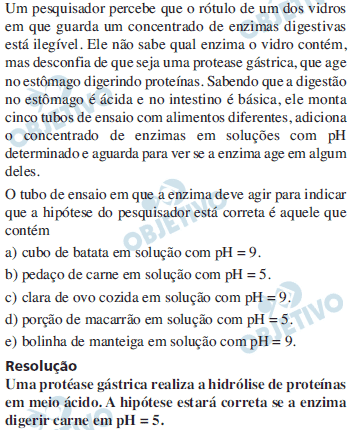 Um pesquisador percebe que o rótulo de um dos vidros
em que guarda um concentrado de enzimas digestivas
está ilegível. Ele não sabe qual enzima o vidro contém,
mas desconfia de que seja uma protease gástrica, que age
no estômago digerindo proteínas. Sabendo que a digestão
no estômago é ácida e no intestino é básica, ele monta
cinco tubos de ensaio com alimentos diferentes, adiciona
o concentrado de enzimas em soluções com pH
determinado e aguarda para ver se a enzima age em algum
deles.
O tubo de ensaio em que a enzima deve agir para indicar
que a hipótese do pesquisador está correta é aquele que
contém
a) cubo de batata em solução com pH = 9.
b) pedaço de carne em solução com pH = 5.
c) clara de ovo cozida em solução com pH = 9.
d) porção de macarrão em solução com pH = 5.
e) bolinha de manteiga em solução com pH = 9.
Resolução
Uma protéase gástrica realiza a hidrólise de proteínas
em meio ácido. A hipótese estará correta se a enzima
digerir carne em pH = 5.
OBJETIVO
OBJETIVO
OBJETIVO
OBJETIVO
OBJETIVO